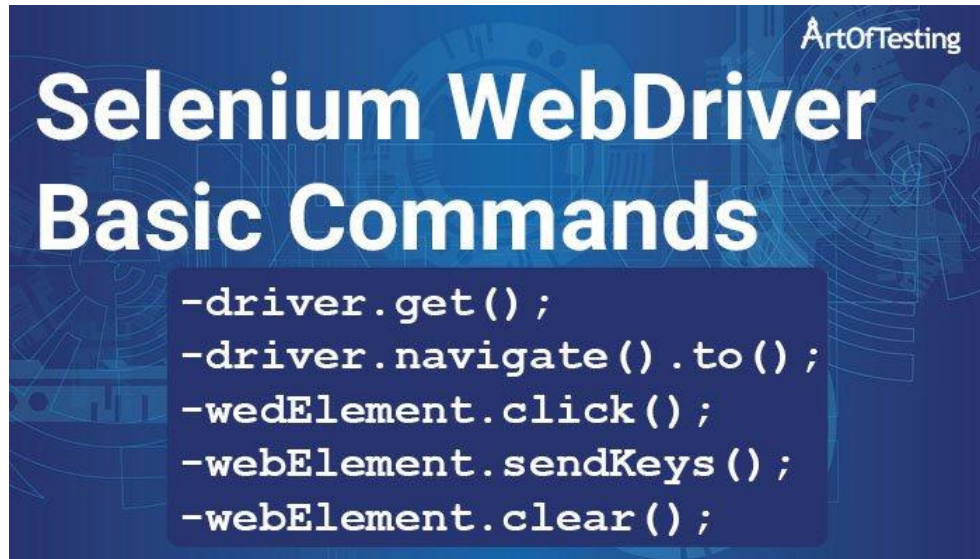 ArtOfTesting
Selenium WebDriver
Basic Commands
-driver.get();
-driver.navigate().to();
-wedElement.click();
-webElement.sendKeys();
-webElement.clear();